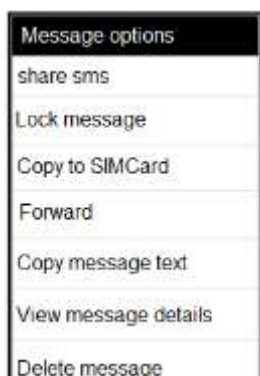 Message options
share sms
Lock message
Copy to SIMCard
Forward
Copy message text
View message details
Delete message